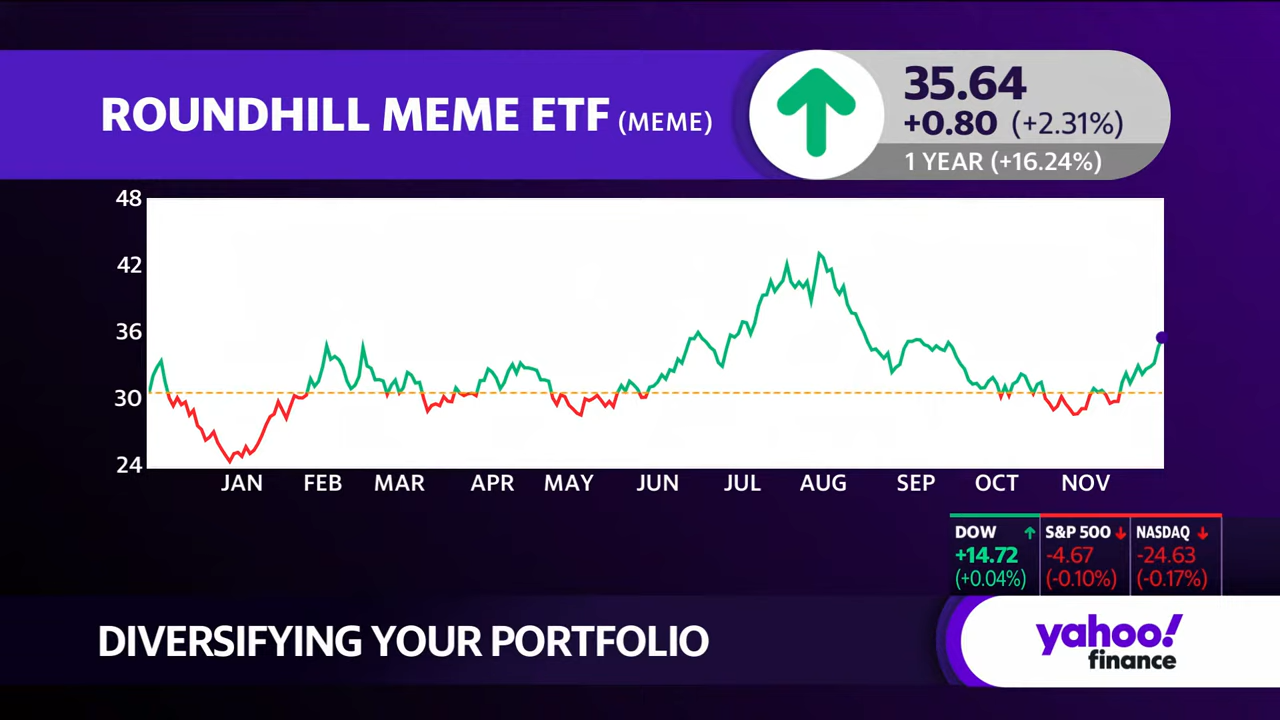 ROUNDHILL MEME ETF (MEME)
35.64
+0.80 (+2.31%)
1 YEAR (+16.24%)
48
42
36
30
24
JAN FEB MAR APR MAY JUN JUL AUG SEP OCT NOV
DOW S&P 500 NASDAQ
+14.72 -4.67 -24.63
(+0.04%) (-0.10%) (-0.17%)
DIVERSIFYING YOUR PORTFOLIO
yahoo!
finance